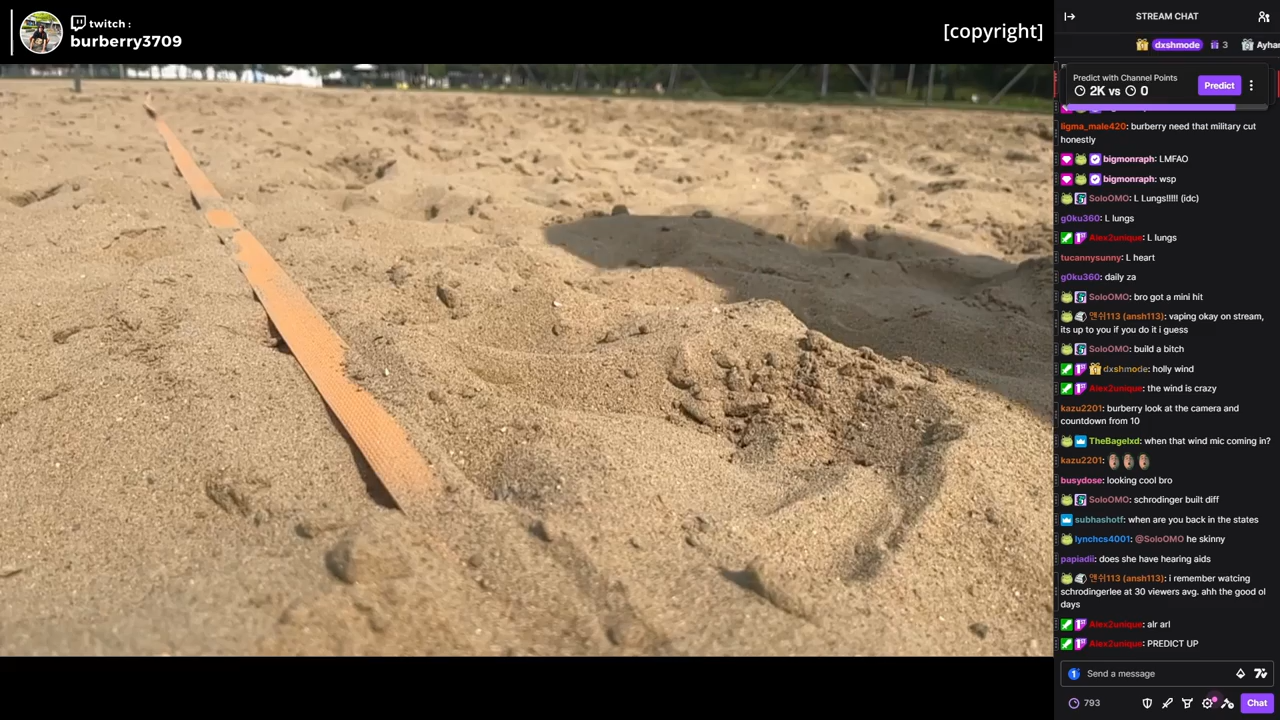 twitch :
burberry3709
[copyright]
STREAM CHAT
dxshmode 3 Ayhan
Predict with Channel Points
2K vs 0
Predict
ligma_male420: burberry need that military cut
honestly
bigmonraph: LMFAO
bigmonraph: wsp
SoloOMO: L Lungs!!!!! (idc)
g0ku360: L lungs
Alex2unique: L lungs
tucannysunny: L heart
g0ku360: daily za
SoloOMO: bro got a mini hit
맨쉬113 (ansh113): vaping okay on stream,
its up to you if you do it i guess
SoloOMO: build a bitch
dxshmode: holly wind
Alex2unique: the wind is crazy
kazu2201: burberry look at the camera and
countdown from 10
TheBagelxd: when that wind mic coming in?
kazu2201:
busydose: looking cool bro
SoloOMO: schrodinger built diff
subhashotf: when are you back in the states
lynchcs4001: @SoloOMO he skinny
papiadii: does she have hearing aids
맨쉬113 (ansh113): i remember watcing
schrodingerlee at 30 viewers avg. ahh the good ol
days
Alex2unique: alr arl
Alex2unique: PREDICT UP
1 Send a message
793
Chat